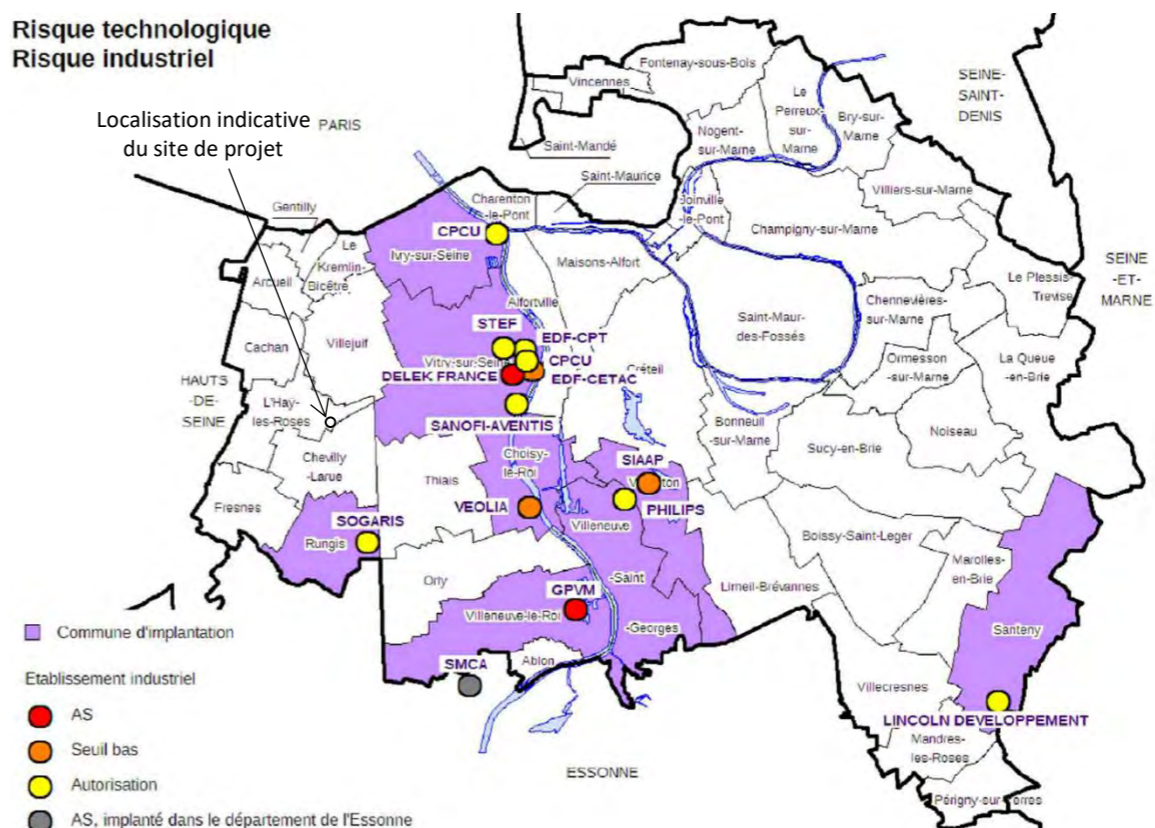 Risque technologique
Risque industriel
Localisation indicative
du site de projet
PARIS
SEINE-
SAINT-
DENIS
SEINE
-ET-
MARNE
HAUTS
-DE-
SEINE
ESSONNE
Fontenay-sous-Bois
Vincennes
Saint-Mandé
Saint-Maurice
Le
Perreux-
sur-
Marne
Bry-sur-
Marne
Nogent-
sur-Marne
Villiers-sur-Marne
Joinville
-le-Pont
Champigny-sur-Marne
Charenton
-le-Pont
Gentilly
Le
Kremlin-
Bicêtre
Arcueil
CPCU
Ivry-sur-Seine
Maisons-Alfort
Alfortville
Saint-Maur
-des-Fossés
Chennevières-
sur-Marne
Le Plessis-
Trevise
Cachan
Villejuif
STEF
EDF-CPT
Vitry-sur-Seine
CPCU
DELEK FRANCE
EDF-CETAC
Créteil
Ormesson
-sur-Marne
La Queue
-en-Brie
L'Hay-
les-Roses
SANOFI-AVENTIS
Bonneuil
-sur-Marne
Sucy-en-Brie
Noiseau
Chevilly
-Larue
Thiais
Choisy-
le-Roi
SIAAP
VEOLIA
PHILIPS
Villeneuve
-Saint
-Georges
Fresnes
SOGARIS
Rungis
Boissy-Saint-Leger
Marolles-
en-Brie
Limeil-Brévannes
Orly
GPVM
Villeneuve-le-Roi
Santeny
SMCA
Ablon
Villecresnes
LINCOLN DEVELOPPEMENT
Mandres-
les-Roses
Commune d'implantation
Etablissement industriel
AS
Seuil bas
Autorisation
AS, implanté dans le département de l'Essonne